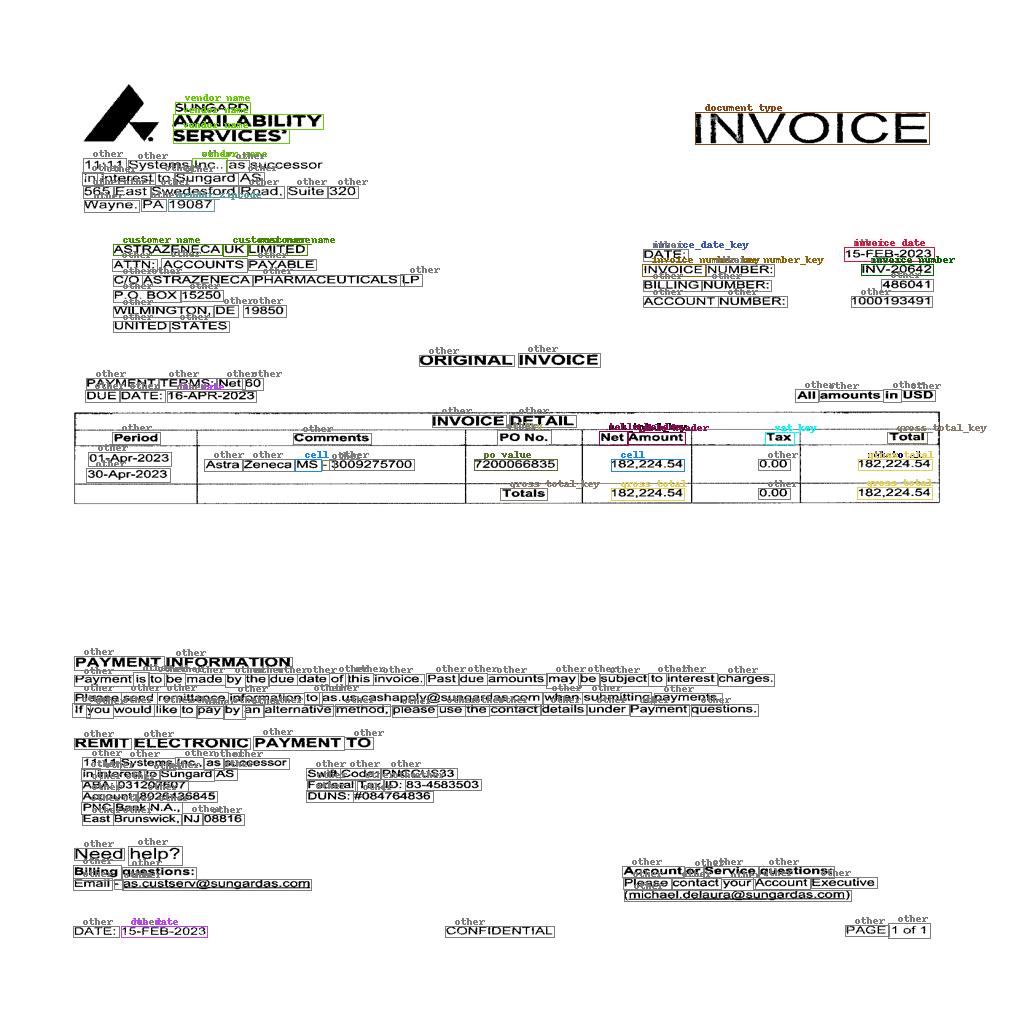 SUNGARD
AVAILABILITY
SERVICES
INVOICE
11:11 Systems Inc., as successor
in interest to Sungard AS
565 East Swedesford Road, Suite 320
Wayne, PA 19087
ASTRAZENECA UK LIMITED
ATTN: ACCOUNTS PAYABLE
C/O ASTRAZENECA PHARMACEUTICALS LP
P.O. BOX 15250
WILMINGTON, DE 19850
UNITED STATES
DATE: 15-FEB-2023
INVOICE NUMBER: INV-20642
BILLING NUMBER: 486041
ACCOUNT NUMBER: 1000193491
ORIGINAL INVOICE
PAYMENT TERMS: Net 60
DUE DATE: 16-APR-2023
All amounts in USD
INVOICE DETAIL
Period Comments PO No. Net Amount Tax Total
01-Apr-2023 Astra Zeneca MS - 3009275700 7200066835 182,224.54 0.00 182,224.54
30-Apr-2023
Totals 182,224.54 0.00 182,224.54
PAYMENT INFORMATION
Payment is to be made by the due date of this invoice. Past due amounts may be subject to interest charges.
Please send remittance information to as.us.cashapply@sungardas.com when submitting payments.
If you would like to pay by an alternative method, please use the contact details under Payment questions.
REMIT ELECTRONIC PAYMENT TO
11:11 Systems Inc., as successor
in interest to Sungard AS
ABA: 031207607
Account: 8026436845
PNC Bank N.A.,
East Brunswick, NJ 08816
Swift Code: PNCCUS33
Federal Tax ID: 83-4583503
DUNS: #084764836
Need help?
Billing questions:
Email - as.custserv@sungardas.com
Account or Service questions:
Please contact your Account Executive
(michael.delaura@sungardas.com)
DATE: 15-FEB-2023 CONFIDENTIAL PAGE 1 of 1